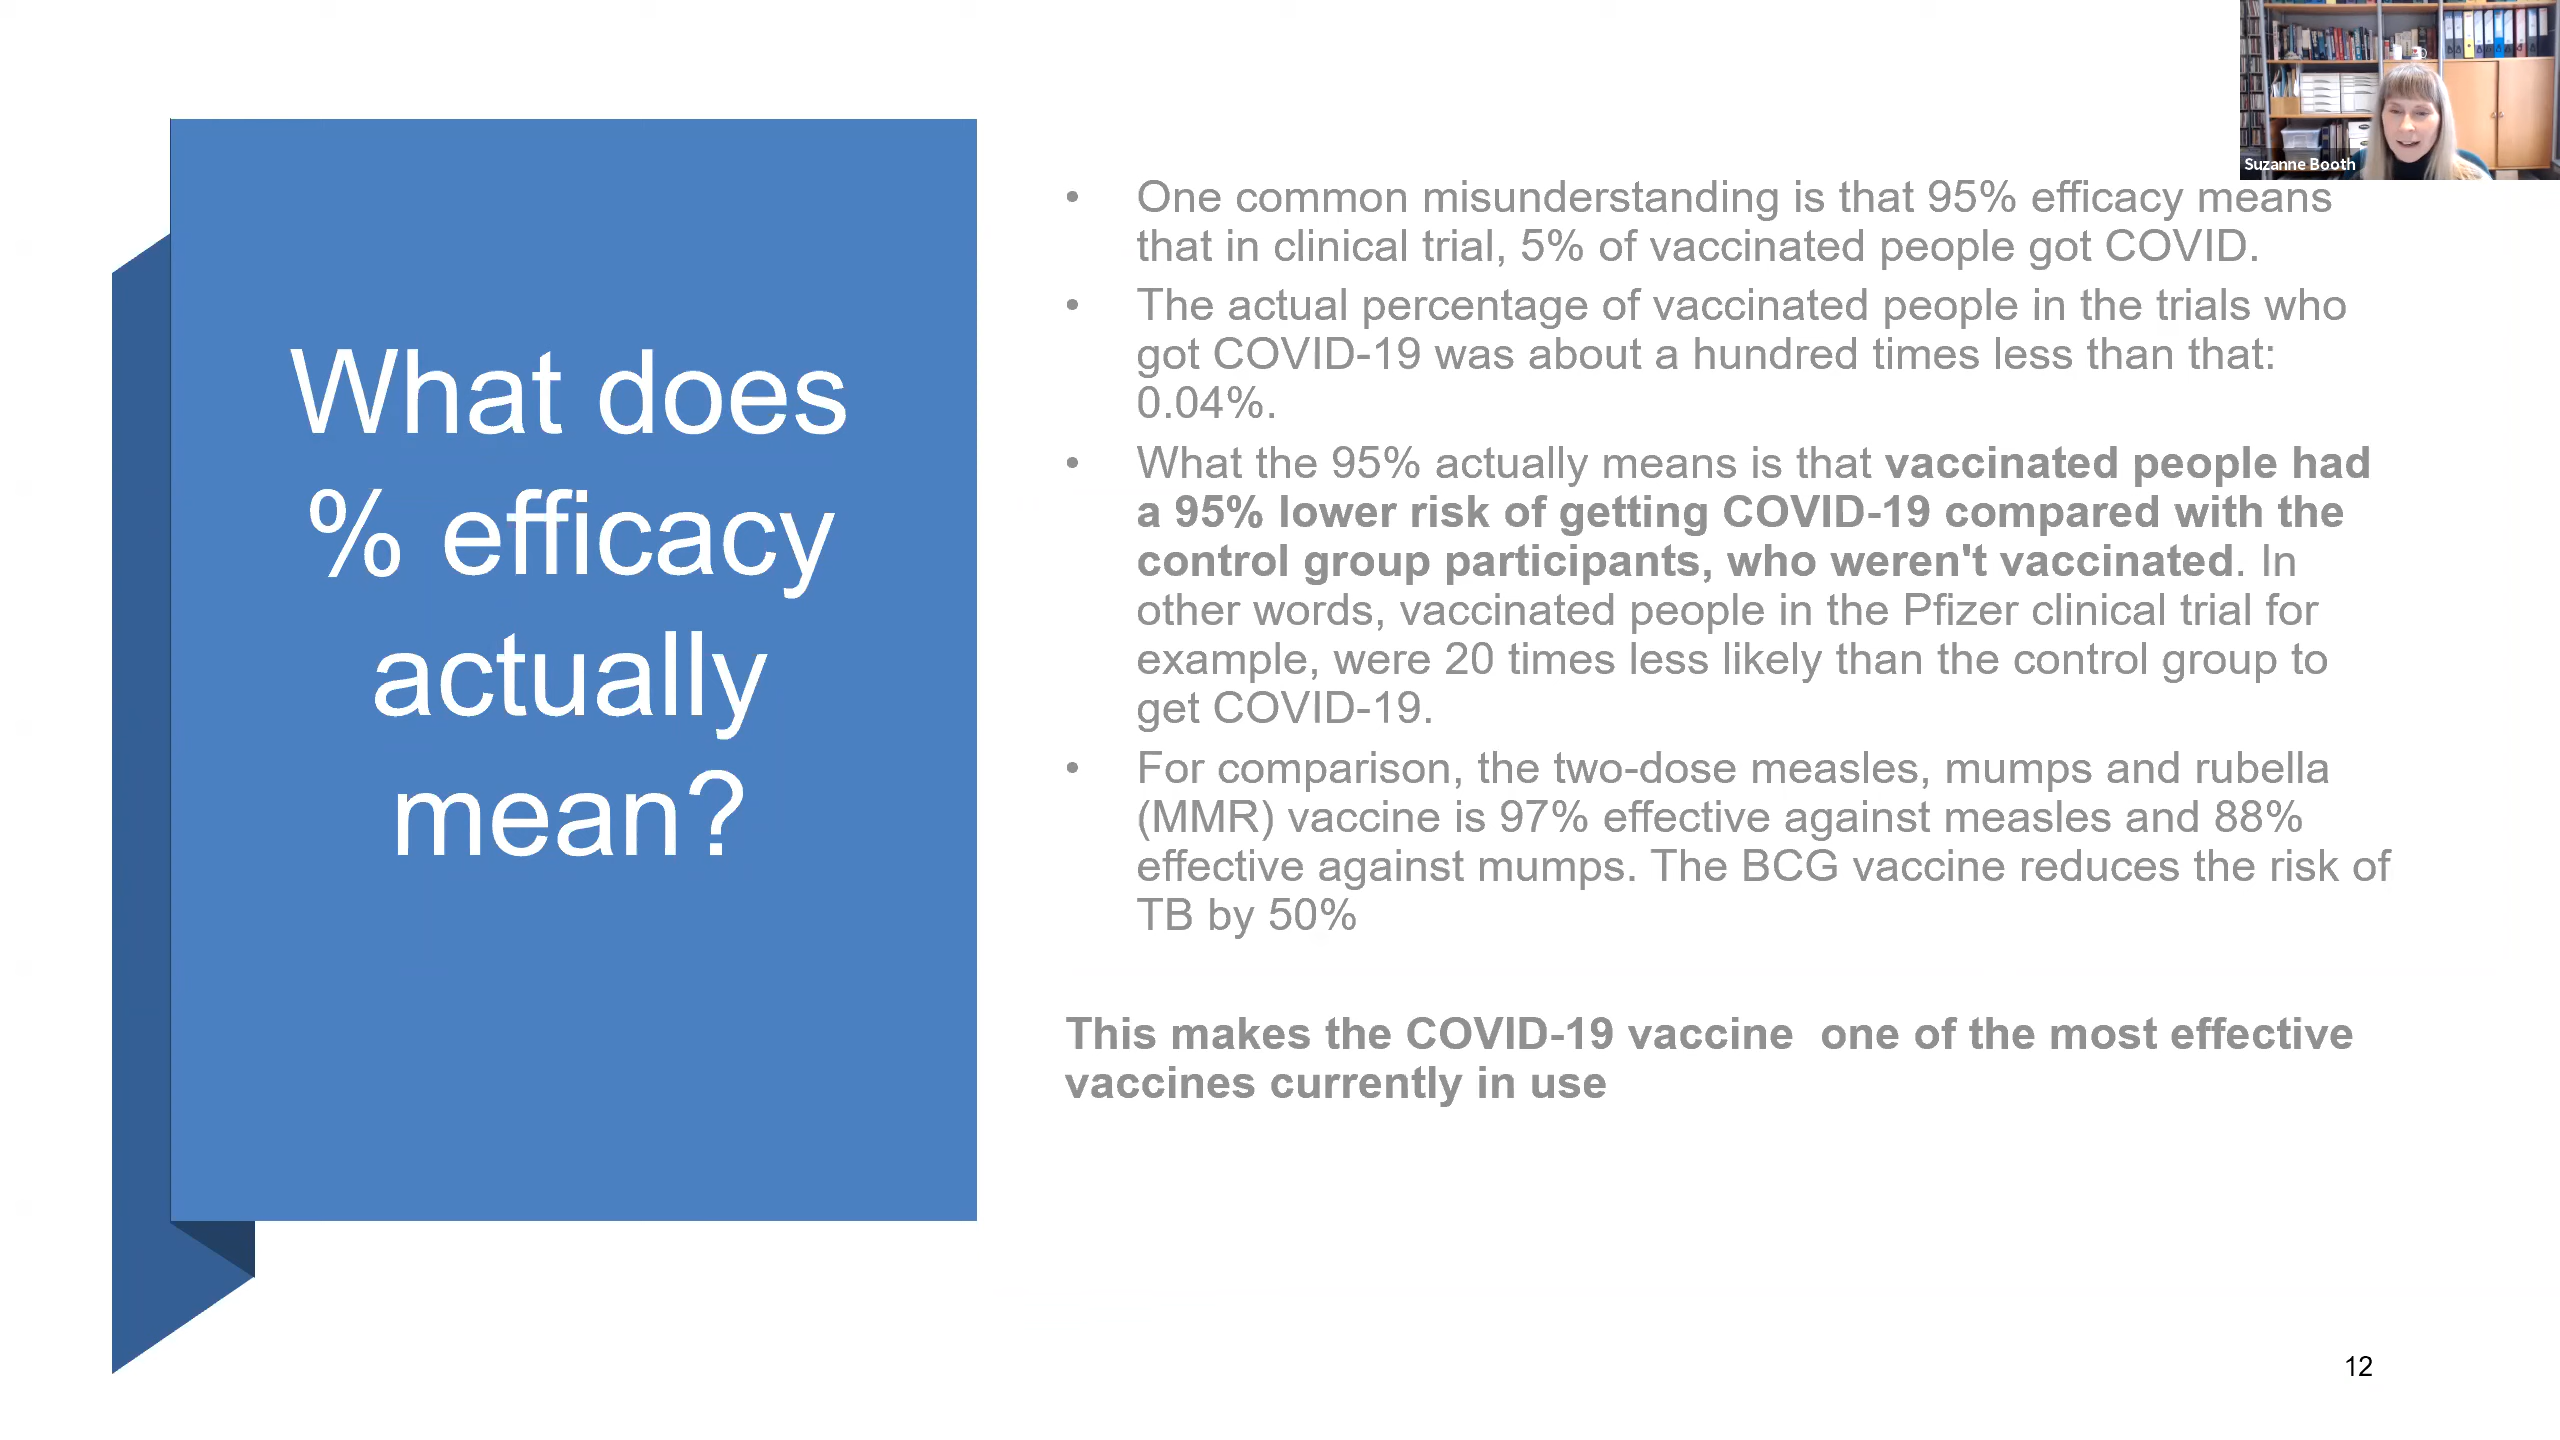 What does
% efficacy
actually
mean?
Suzanne Booth
• One common misunderstanding is that 95% efficacy means
that in clinical trial, 5% of vaccinated people got COVID.
• The actual percentage of vaccinated people in the trials who
got COVID-19 was about a hundred times less than that:
0.04%.
• What the 95% actually means is that vaccinated people had
a 95% lower risk of getting COVID-19 compared with the
control group participants, who weren't vaccinated. In
other words, vaccinated people in the Pfizer clinical trial for
example, were 20 times less likely than the control group to
get COVID-19.
• For comparison, the two-dose measles, mumps and rubella
(MMR) vaccine is 97% effective against measles and 88%
effective against mumps. The BCG vaccine reduces the risk of
TB by 50%
This makes the COVID-19 vaccine  one of the most effective
vaccines currently in use
12